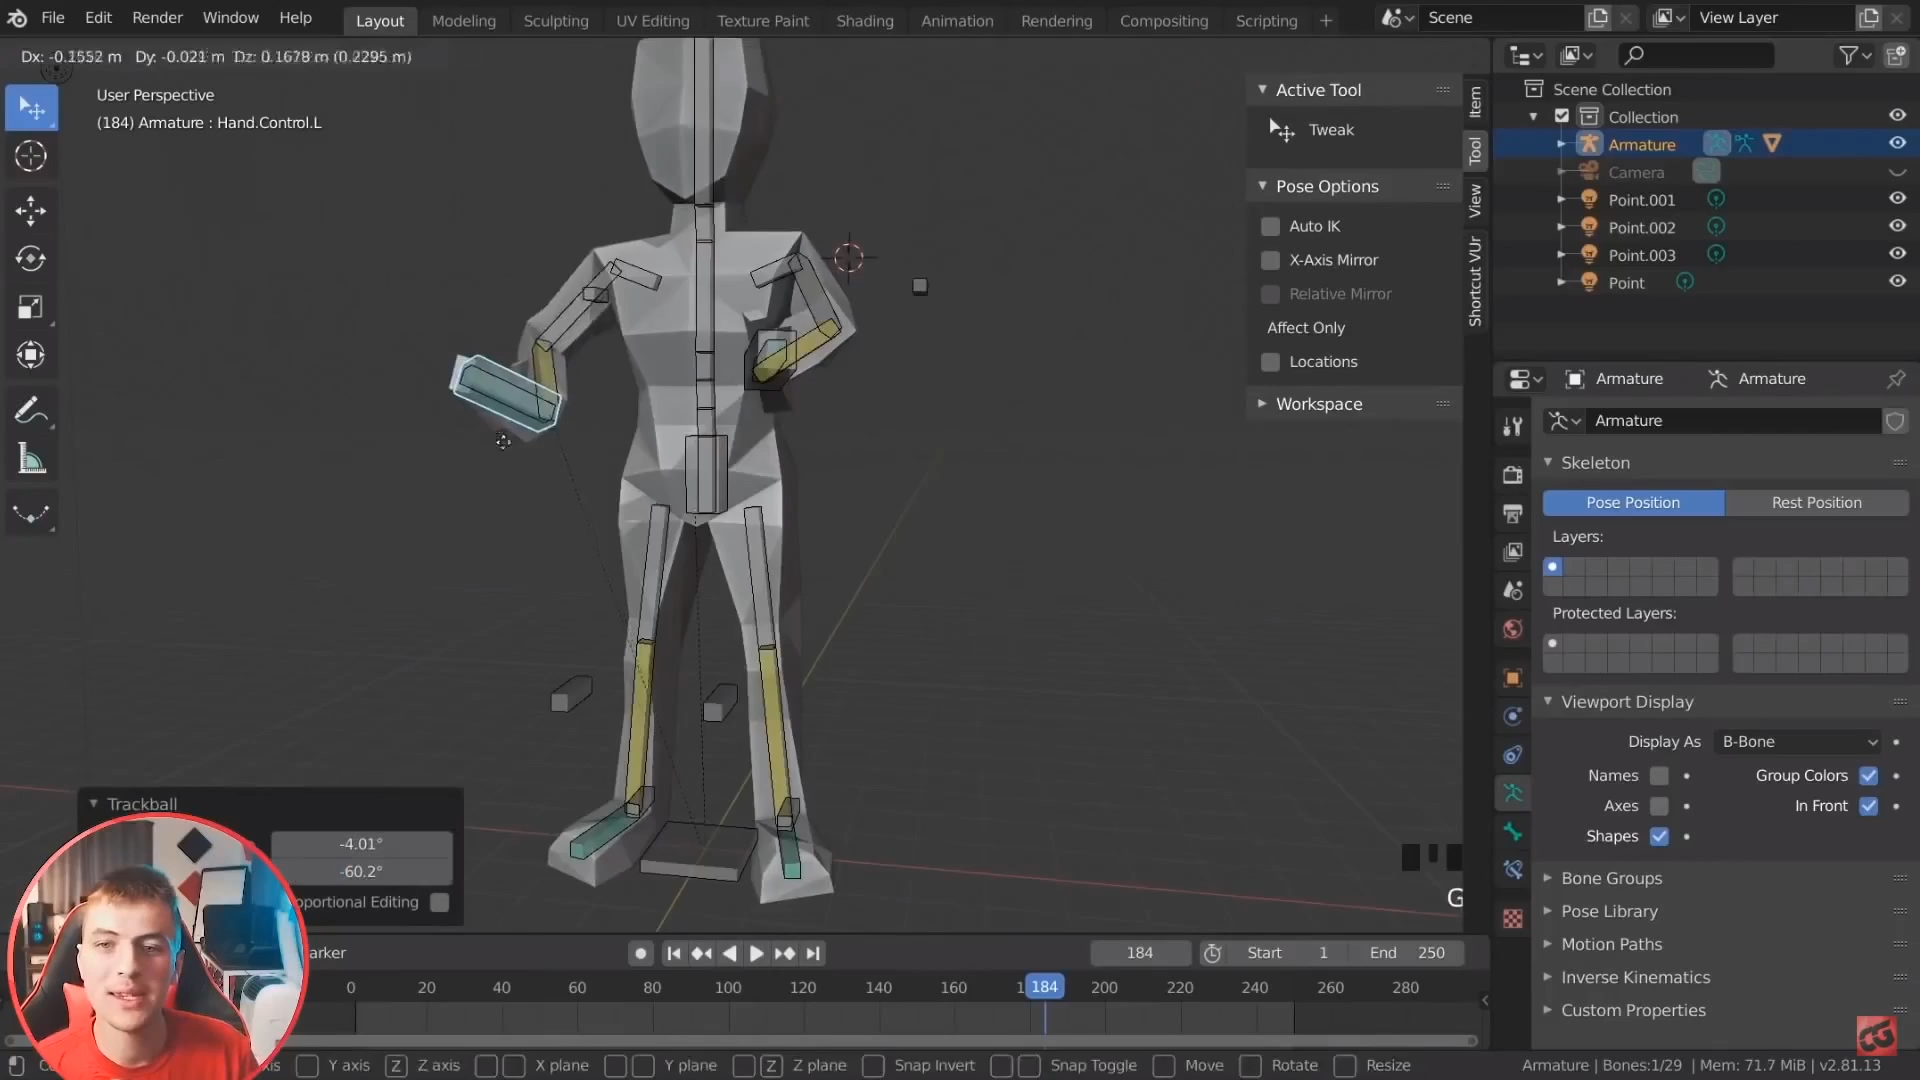 File Edit Render Window Help Layout Modeling Sculpting UV Editing Texture Paint Shading Animation Rendering Compositing Scripting + Scene View Layer
Dx: -0.1552 m Dy: -0.021 m Dz: 0.1678 m (0.0295 m)
User Perspective
(184) Armature : Hand.Control.L
Active Tool
Tweak
Pose Options
Auto IK
X-Axis Mirror
Relative Mirror
Affect Only
Locations
Workspace
Item
Tool
View
Shortcut VUr
Scene Collection
Collection
Armature
Camera
Point.001
Point.002
Point.003
Point
Armature Armature
Armature
Skeleton
Pose Position Rest Position
Layers:
Protected Layers:
Viewport Display
Display As B-Bone
Names Group Colors
Axes In Front
Shapes
Bone Groups
Pose Library
Motion Paths
Inverse Kinematics
Custom Properties
Trackball
-4.01°
-60.2°
oportional Editing
G
arker 184 Start 1 End 250
0 20 40 60 80 100 120 140 160 1 184 200 220 240 260 280
is Y axis Z Z axis X plane Y plane Z Z plane Snap Invert Snap Toggle Move Rotate Resize
Armature | Bones:1/29 | Mem: 71.7 MiB | v2.81.13